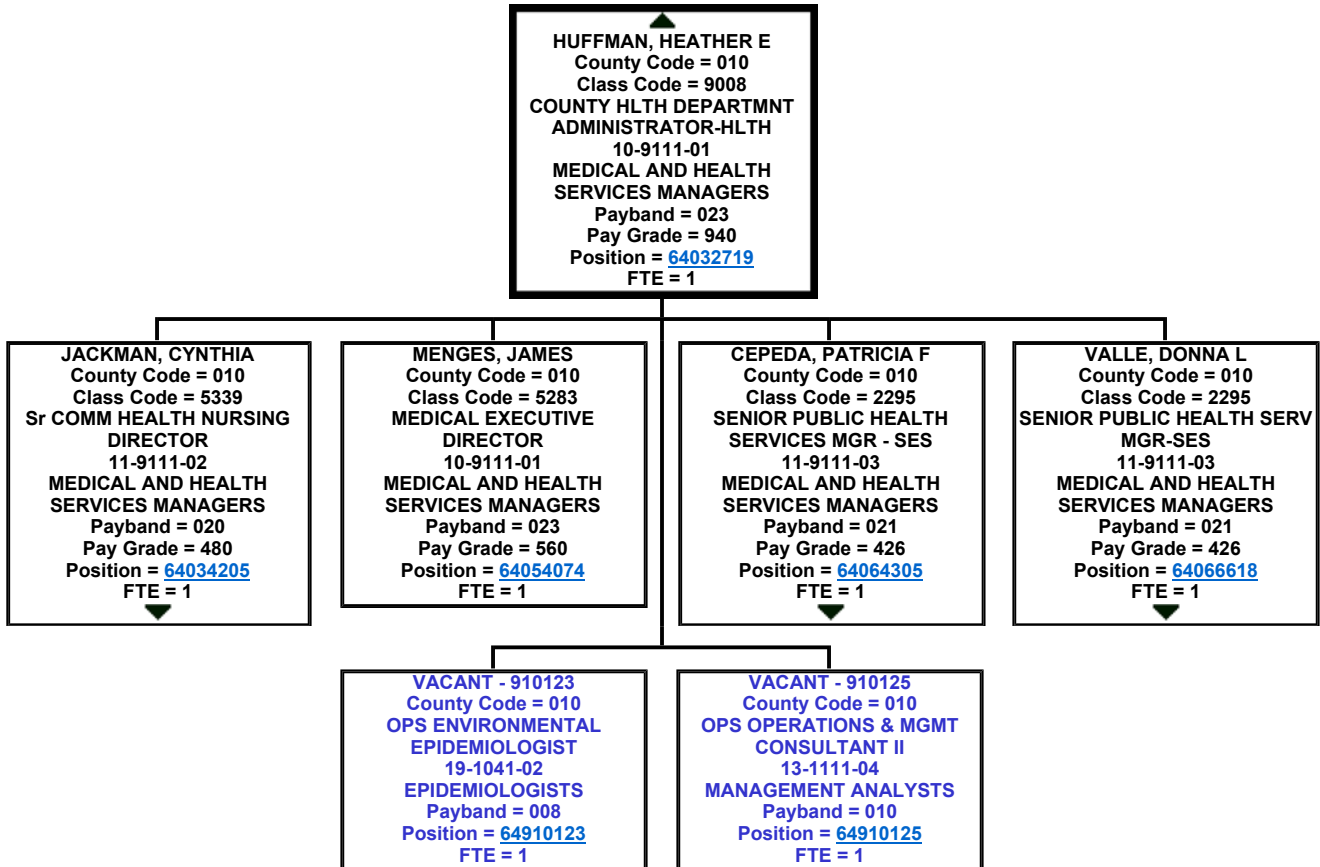 HUFFMAN, HEATHER E
County Code = 010
Class Code = 9008
COUNTY HLTH DEPARTMNT
ADMINISTRATOR-HLTH
10-9111-01
MEDICAL AND HEALTH
SERVICES MANAGERS
Payband = 023
Pay Grade = 940
Position = 64032719
FTE = 1
JACKMAN, CYNTHIA
County Code = 010
Class Code = 5339
Sr COMM HEALTH NURSING
DIRECTOR
11-9111-02
MEDICAL AND HEALTH
SERVICES MANAGERS
Payband = 020
Pay Grade = 480
Position = 64034205
FTE = 1
MENGES, JAMES
County Code = 010
Class Code = 5283
MEDICAL EXECUTIVE
DIRECTOR
10-9111-01
MEDICAL AND HEALTH
SERVICES MANAGERS
Payband = 023
Pay Grade = 560
Position = 64054074
FTE = 1
CEPEDA, PATRICIA F
County Code = 010
Class Code = 2295
SENIOR PUBLIC HEALTH
SERVICES MGR - SES
11-9111-03
MEDICAL AND HEALTH
SERVICES MANAGERS
Payband = 021
Pay Grade = 426
Position = 64064305
FTE = 1
VALLE, DONNA L
County Code = 010
Class Code = 2295
SENIOR PUBLIC HEALTH SERV
MGR-SES
11-9111-03
MEDICAL AND HEALTH
SERVICES MANAGERS
Payband = 021
Pay Grade = 426
Position = 64066618
FTE = 1
VACANT - 910123
County Code = 010
OPS ENVIRONMENTAL
EPIDEMIOLOGIST
19-1041-02
EPIDEMIOLOGISTS
Payband = 008
Position = 64910123
FTE = 1
VACANT - 910125
County Code = 010
OPS OPERATIONS & MGMT
CONSULTANT II
13-1111-04
MANAGEMENT ANALYSTS
Payband = 010
Position = 64910125
FTE = 1